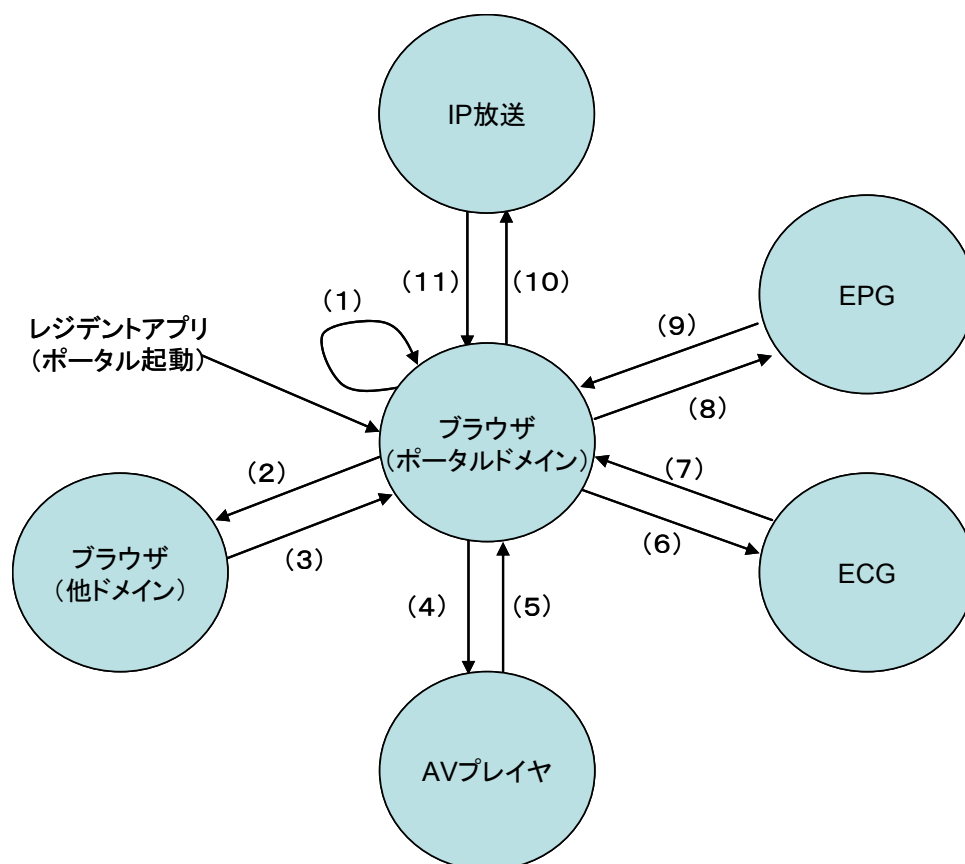 IP放送
（11）
（10）
（1）
EPG
レジデントアプリ
（ポータル起動）
（9）
（8）
ブラウザ
（ポータルドメイン）
（2）
（7）
（3）
（6）
ブラウザ
（他ドメイン）
ECG
（4）
（5）
AVプレイヤ